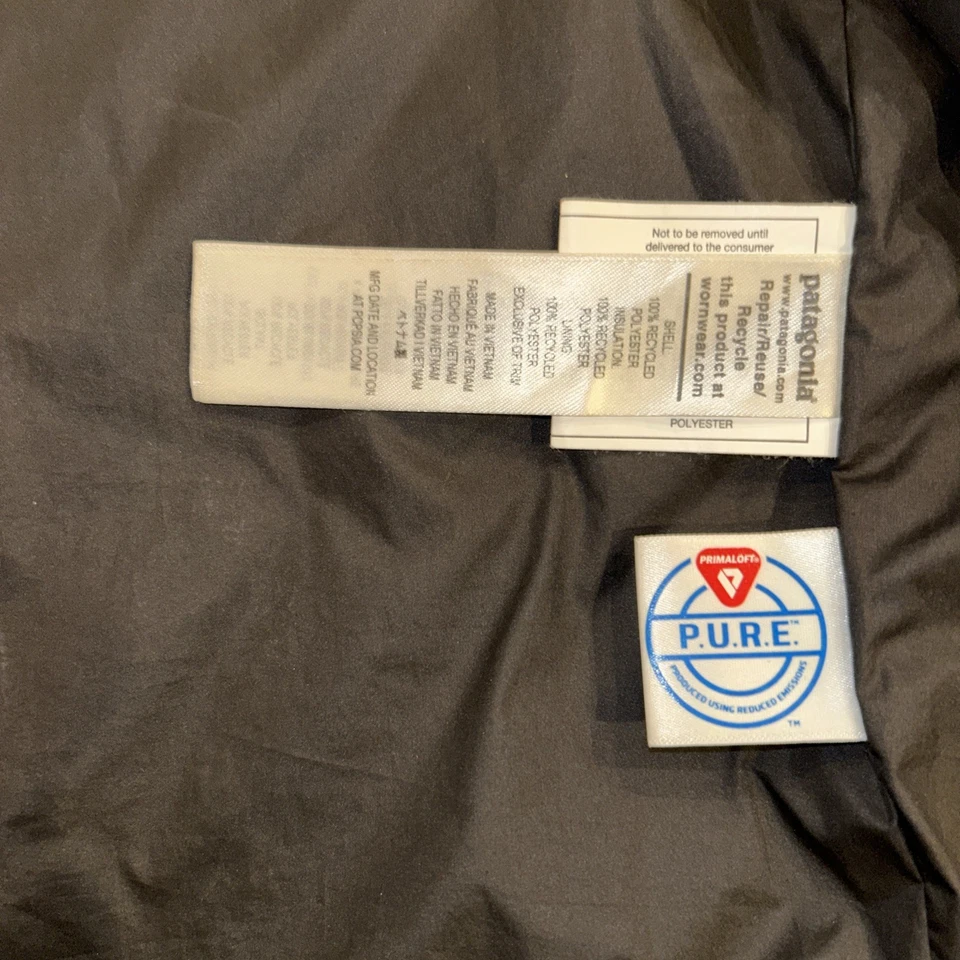 Not to be removed until
delivered to the consumer
patagonia®
www.patagonia.com
Repair/Reuse/
Recycle
this product at
wornwear.com
SHELL
100% RECYCLED
POLYESTER
INSULATION
100% RECYCLED
POLYESTER
LINING
100% RECYCLED
POLYESTER
EXCLUSIVE OF TRIM
MADE IN VIETNAM
FABRIQUÉ AU VIETNAM
HECHO EN VIETNAM
FATTO IN VIETNAM
TILLVERKAD I VIETNAM
ベトナム製
MFG DATE AND LOCATION
AT POPSIA.COM
POLYESTER
PRIMALOFT®
P.U.R.E.™
PRODUCED USING REDUCED EMISSIONS
TM